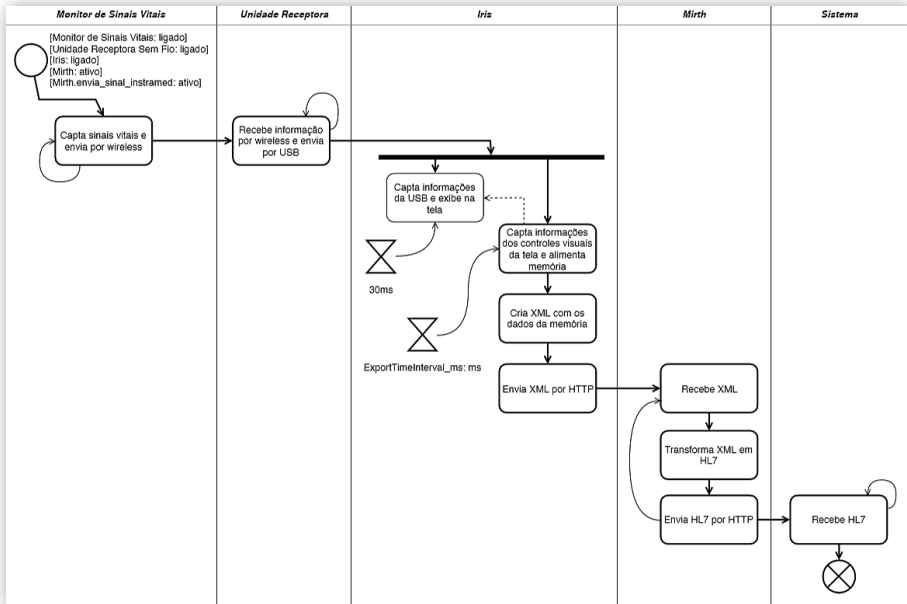 Monitor de Sinais Vitais
Unidade Receptora
Iris
Mirth
Sistema
[Monitor de Sinais Vitais: ligado]
[Unidade Receptora Sem Fio: ligado]
[Iris: ligado]
[Mirth: ativo]
[Mirth.envia_sinal_instramed: ativo]
Capta sinais vitais e
envia por wireless
Recebe informação
por wireless e envia
por USB
Capta informações
da USB e exibe na
tela
Capta informações
dos controles visuais
da tela e alimenta
memória
30ms
Cria XML com os
dados da memória
ExportTimeInterval_ms: ms
Envia XML por HTTP
Recebe XML
Transforma XML em
HL7
Envia HL7 por HTTP
Recebe HL7